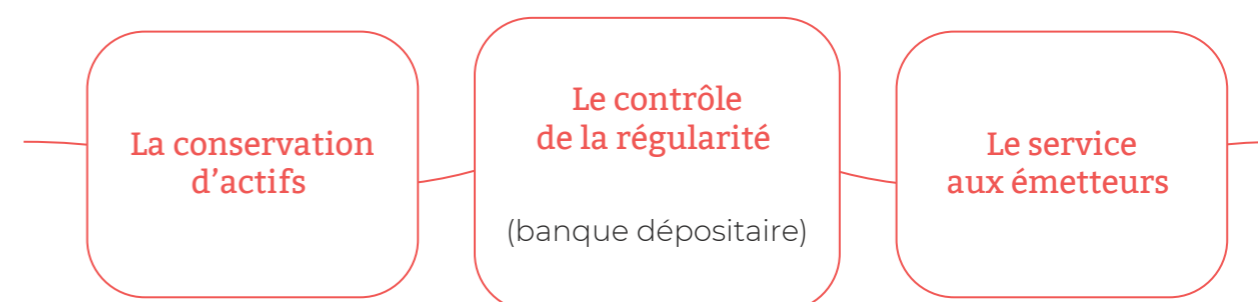 La conservation
d’actifs
Le contrôle
de la régularité
(banque dépositaire)
Le service
aux émetteurs